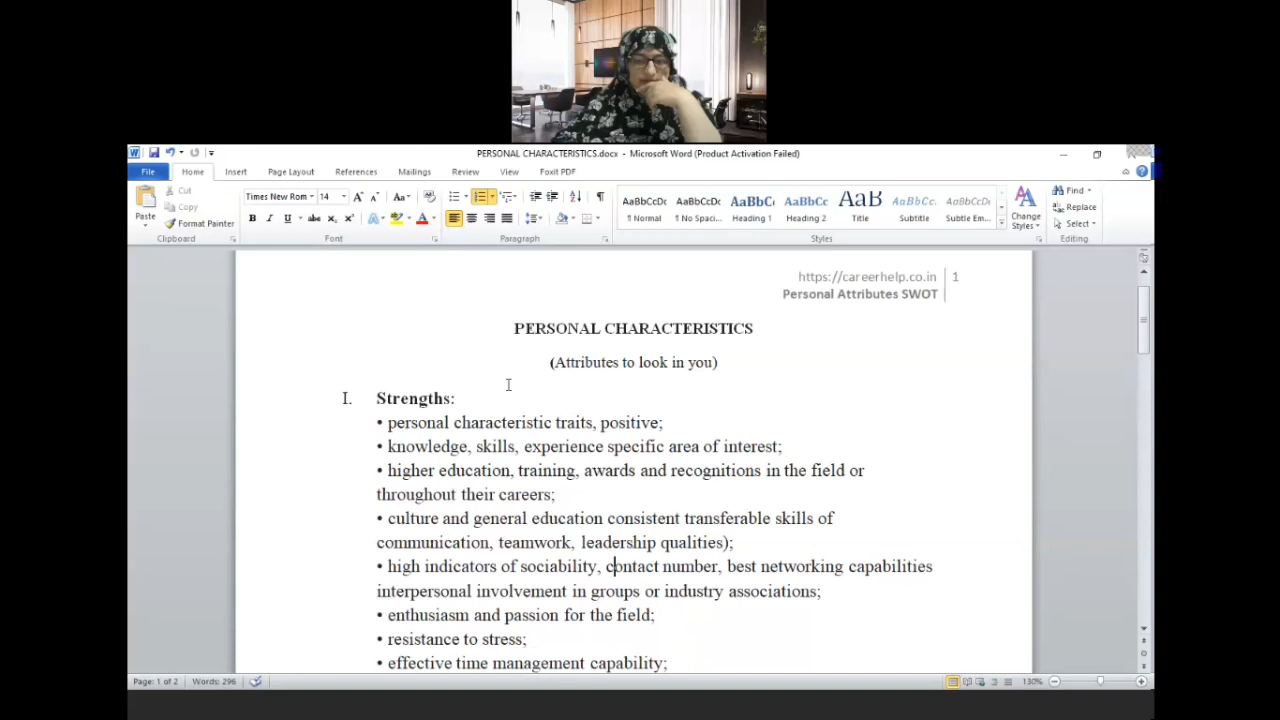 PERSONAL CHARACTERISTICS.docx - Microsoft Word (Product Activation Failed)
File Home Insert Page Layout References Mailings Review View Foxit PDF
Cut
Copy
Paste
Format Painter
Clipboard
Times New Rom 14
Font
Paragraph
AaBbCcDc AaBbCcDc AaBbC AaBbCc AaB AaBbCc. AaBbCcDc
¶ Normal ¶ No Spaci... Heading 1 Heading 2 Title Subtitle Subtle Em...
Change
Styles
Styles
Find
Replace
Select
Editing
https://careerhelp.co.in 1
Personal Attributes SWOT
PERSONAL CHARACTERISTICS
(Attributes to look in you)
I. Strengths:
• personal characteristic traits, positive;
• knowledge, skills, experience specific area of interest;
• higher education, training, awards and recognitions in the field or
throughout their careers;
• culture and general education consistent transferable skills of
communication, teamwork, leadership qualities);
• high indicators of sociability, contact number, best networking capabilities
interpersonal involvement in groups or industry associations;
• enthusiasm and passion for the field;
• resistance to stress;
• effective time management capability;
Page: 1 of 2 Words: 296 130%